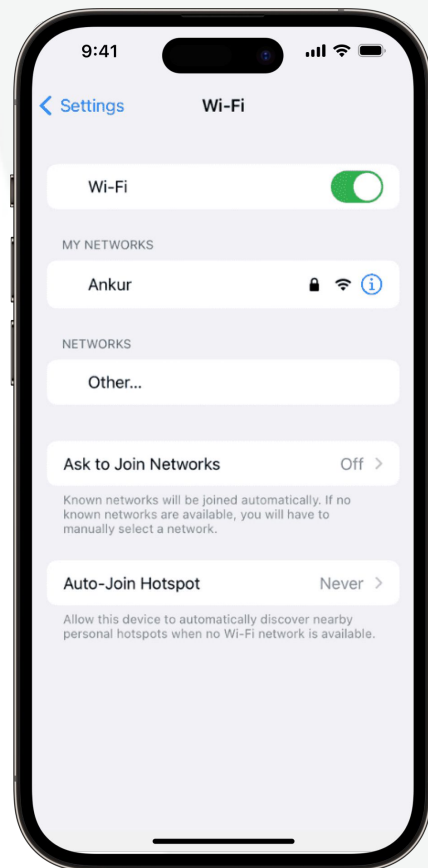 9:41
Settings
Wi-Fi
Wi-Fi
MY NETWORKS
Ankur
NETWORKS
Other...
Ask to Join Networks Off
Known networks will be joined automatically. If no
known networks are available, you will have to
manually select a network.
Auto-Join Hotspot Never
Allow this device to automatically discover nearby
personal hotspots when no Wi-Fi network is available.